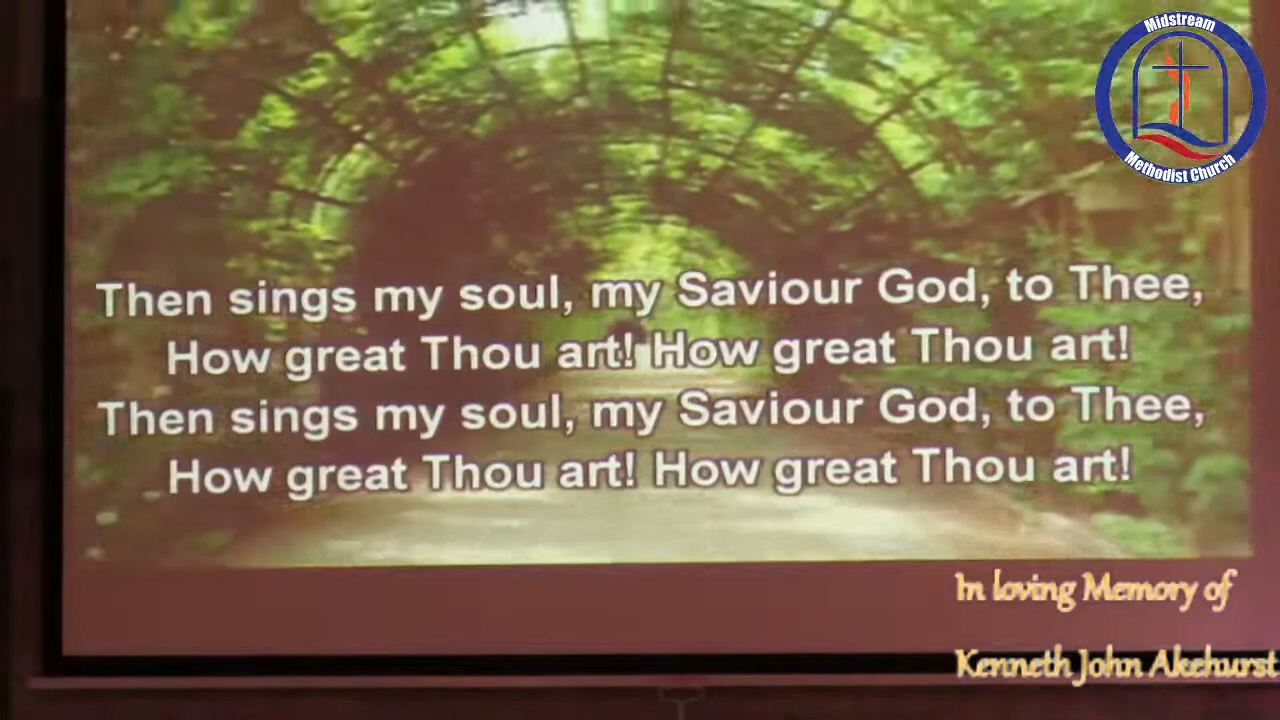 Midstream
Methodist Church
Then sings my soul, my Saviour God, to Thee,
How great Thou art! How great Thou art!
Then sings my soul, my Saviour God, to Thee,
How great Thou art! How great Thou art!
In loving Memory of
Kenneth John Akehurst